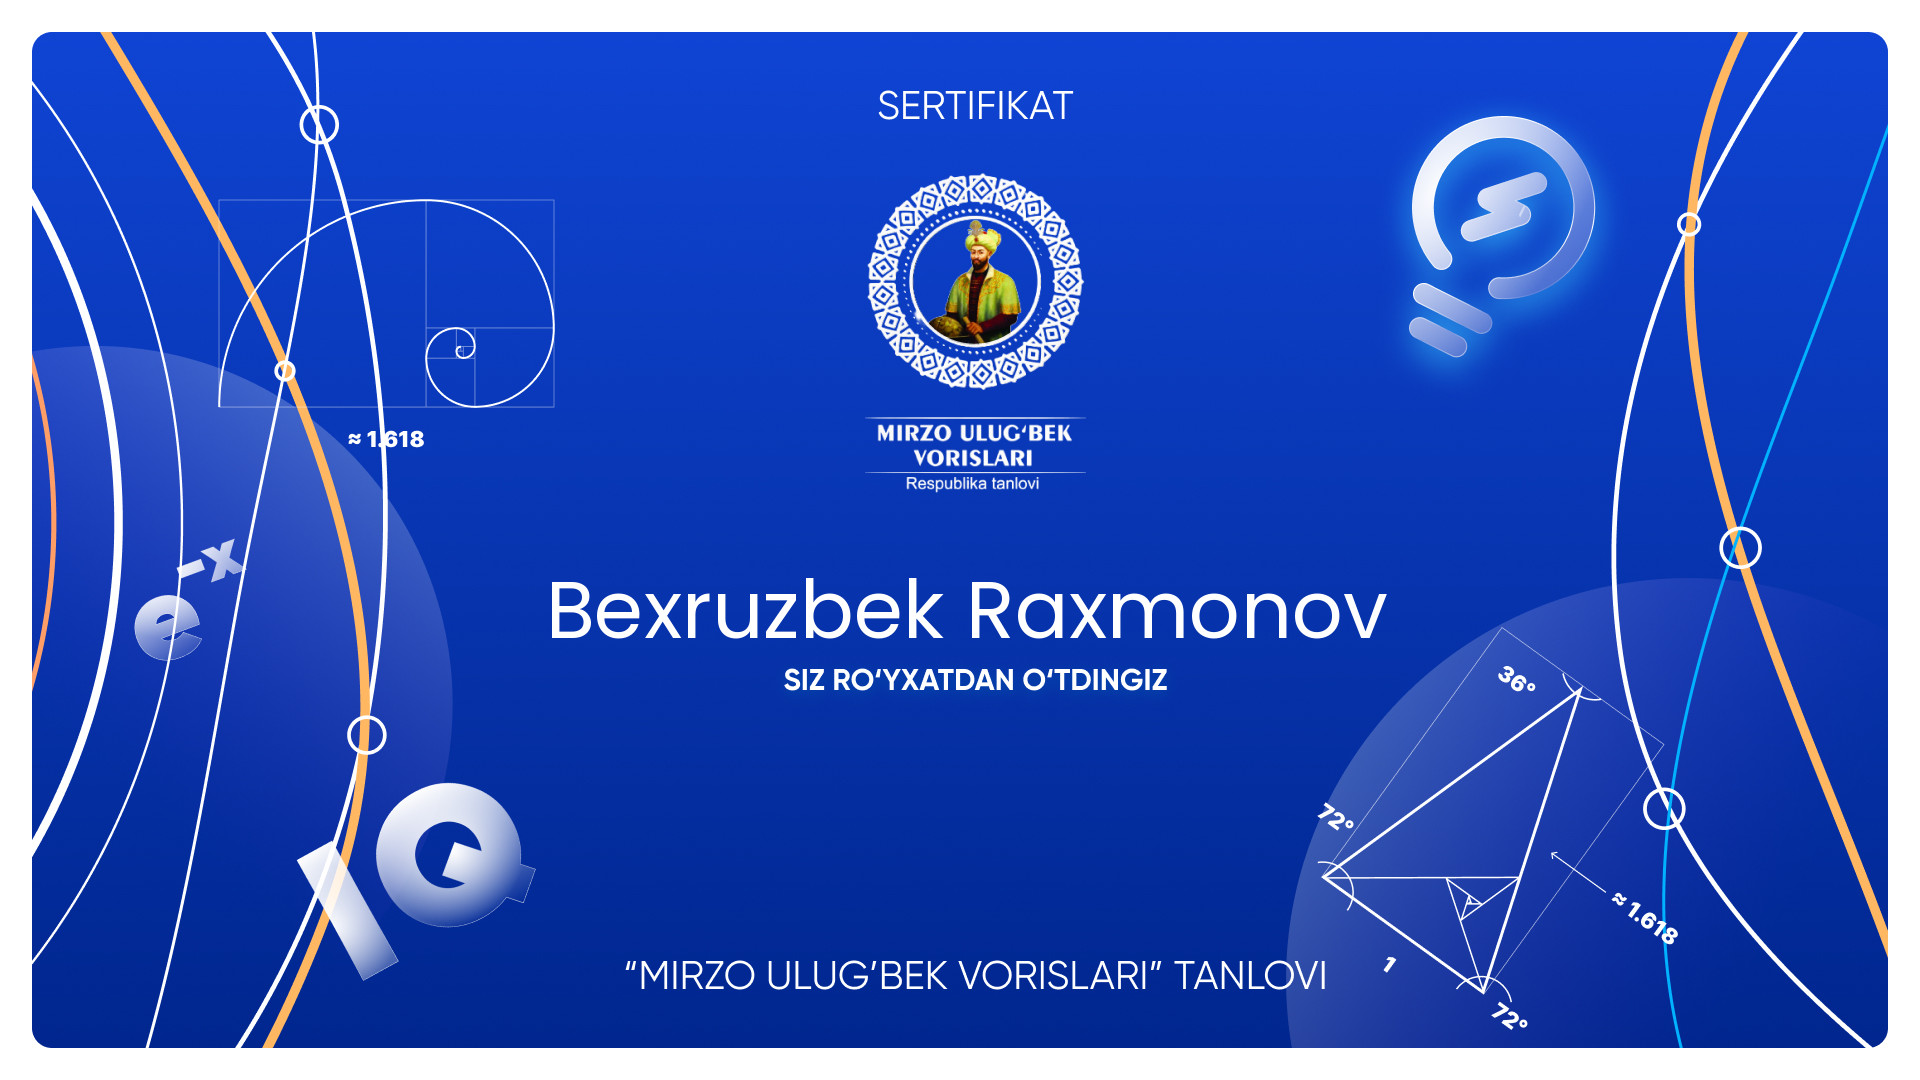 SERTIFIKAT
MIRZO ULUG‘BEK
VORISLARI
Respublika tanlovi
≈ 1.618
e-x
Bexruzbek Raxmonov
SIZ RO‘YXATDAN O‘TDINGIZ
36°
72°
IQ
≈ 1.618
1
72°
“MIRZO ULUG’BEK VORISLARI” TANLOVI